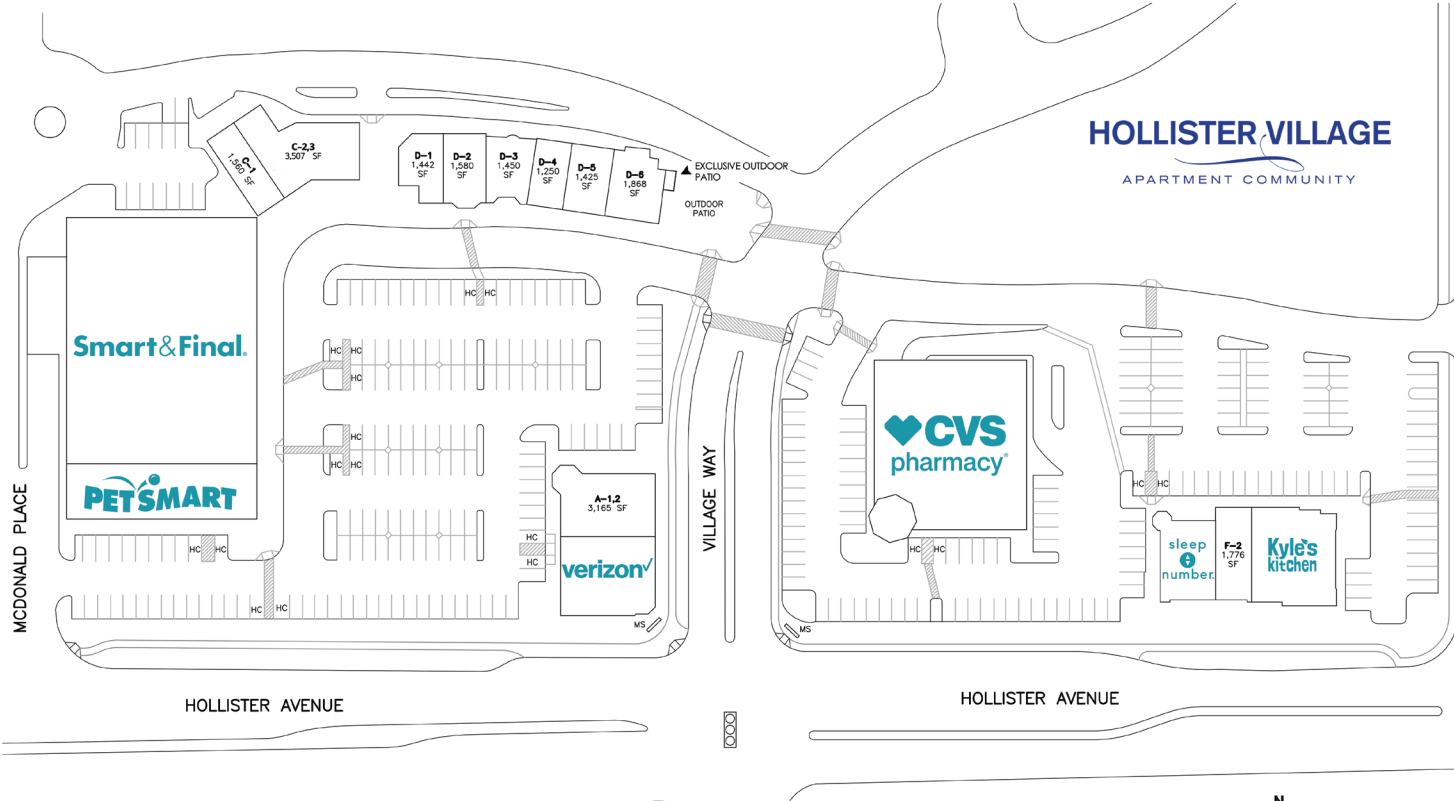 HOLLISTER VILLAGE
APARTMENT COMMUNITY
C-2,3
3,507 SF
C-1
1,560 SF
D-1
1,442
SF
D-2
1,580
SF
D-3
1,450
SF
D-4
1,250
SF
D-5
1,425
SF
D-6
1,868
SF
EXCLUSIVE OUTDOOR
PATIO
OUTDOOR
PATIO
HC HC
Smart&Final.
HC HC
HC
HC
HC HC
CVS
pharmacy®
PETSMART
A-1,2
3,165 SF
verizon✓
HC
HC
HC HC
HC HC
HC HC
HC HC
sleep
number.
F-2
1,776
SF
Kyle's
kitchen
MCDONALD PLACE
VILLAGE WAY
MS
MS
HOLLISTER AVENUE
HOLLISTER AVENUE
N